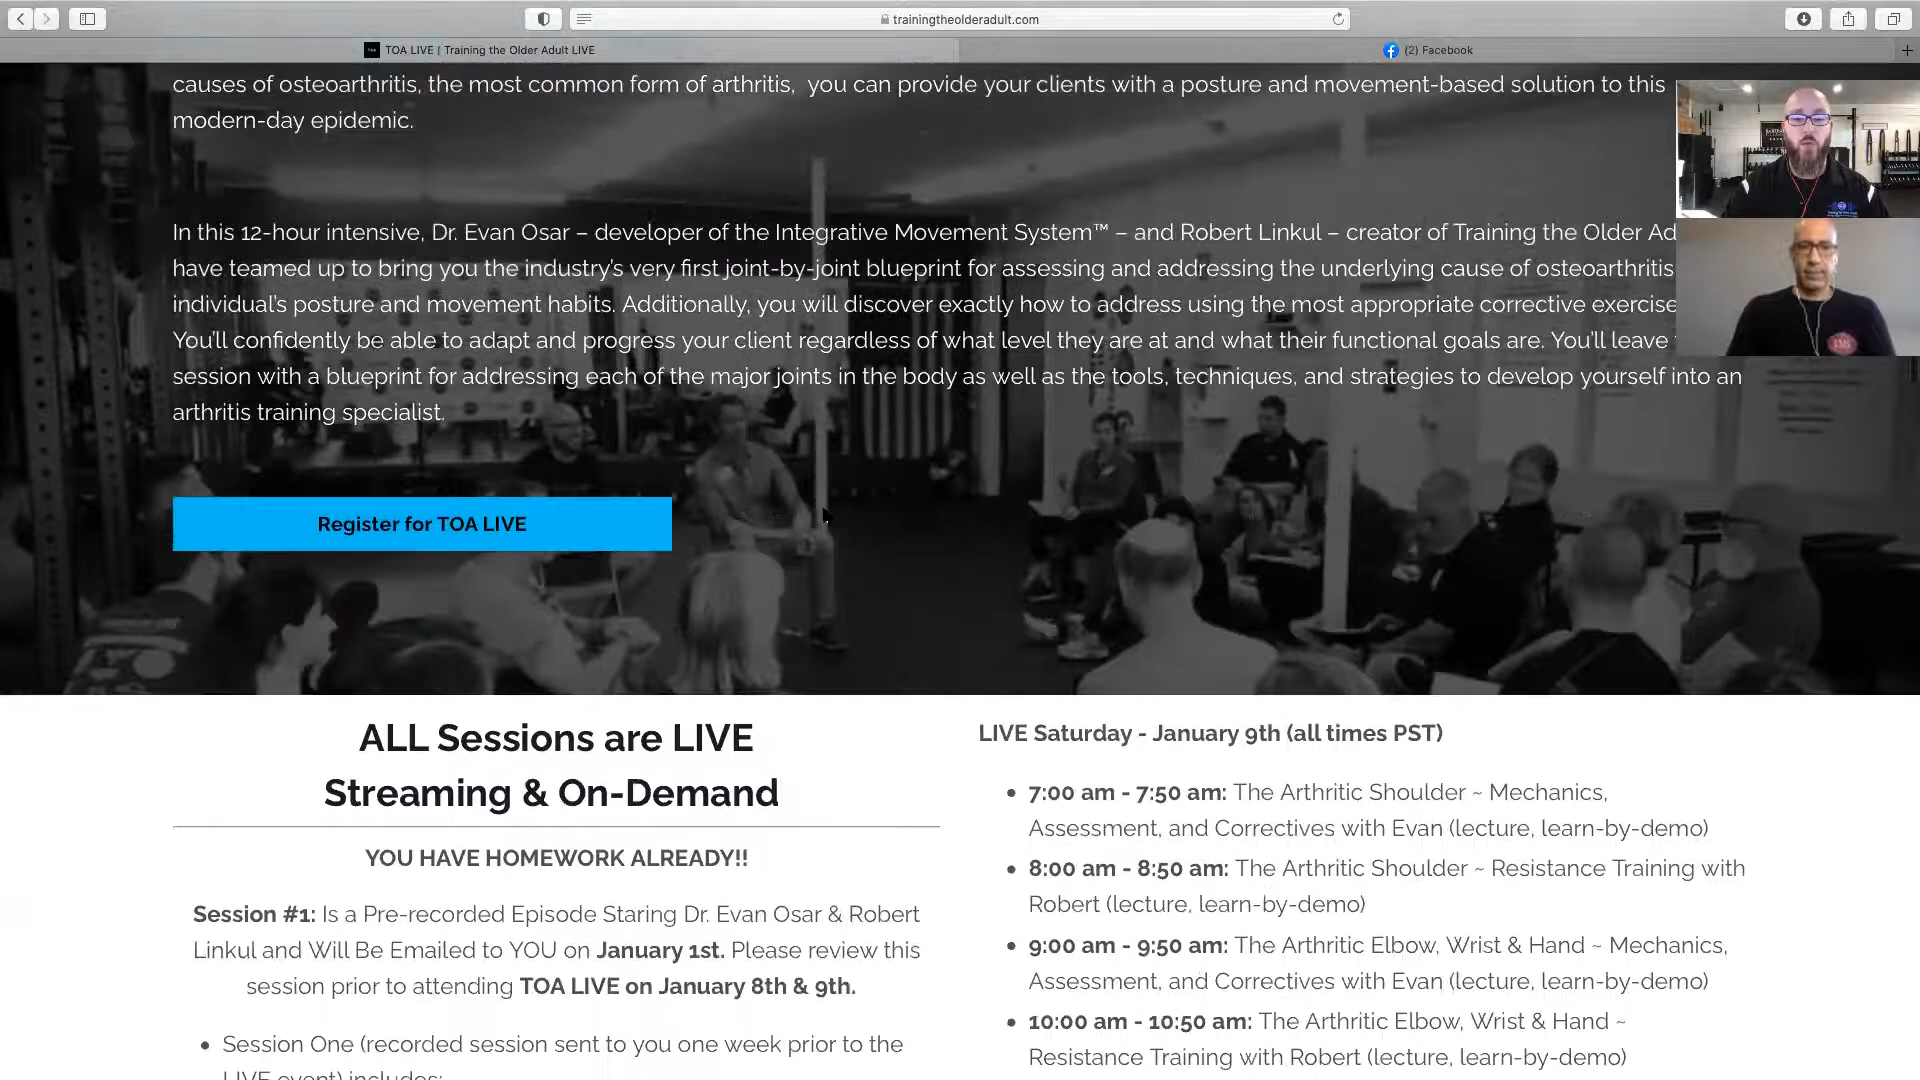 trainingtheolderadult.com
TOA LIVE | Training the Older Adult LIVE
(2) Facebook
causes of osteoarthritis, the most common form of arthritis, you can provide your clients with a posture and movement-based solution to this
modern-day epidemic.
In this 12-hour intensive, Dr. Evan Osar – developer of the Integrative Movement System™ – and Robert Linkul – creator of Training the Older Ad
have teamed up to bring you the industry's very first joint-by-joint blueprint for assessing and addressing the underlying cause of osteoarthritis
individual's posture and movement habits. Additionally, you will discover exactly how to address using the most appropriate corrective exercise
You'll confidently be able to adapt and progress your client regardless of what level they are at and what their functional goals are. You'll leave
session with a blueprint for addressing each of the major joints in the body as well as the tools, techniques, and strategies to develop yourself into an
arthritis training specialist.
Register for TOA LIVE
ALL Sessions are LIVE
Streaming & On-Demand
YOU HAVE HOMEWORK ALREADY!!
Session #1: Is a Pre-recorded Episode Staring Dr. Evan Osar & Robert
Linkul and Will Be Emailed to YOU on January 1st. Please review this
session prior to attending TOA LIVE on January 8th & 9th.
• Session One (recorded session sent to you one week prior to the
LIVE event) includes:
LIVE Saturday - January 9th (all times PST)
• 7:00 am - 7:50 am: The Arthritic Shoulder ~ Mechanics,
Assessment, and Correctives with Evan (lecture, learn-by-demo)
• 8:00 am - 8:50 am: The Arthritic Shoulder ~ Resistance Training with
Robert (lecture, learn-by-demo)
• 9:00 am - 9:50 am: The Arthritic Elbow, Wrist & Hand ~ Mechanics,
Assessment, and Correctives with Evan (lecture, learn-by-demo)
• 10:00 am - 10:50 am: The Arthritic Elbow, Wrist & Hand ~
Resistance Training with Robert (lecture, learn-by-demo)